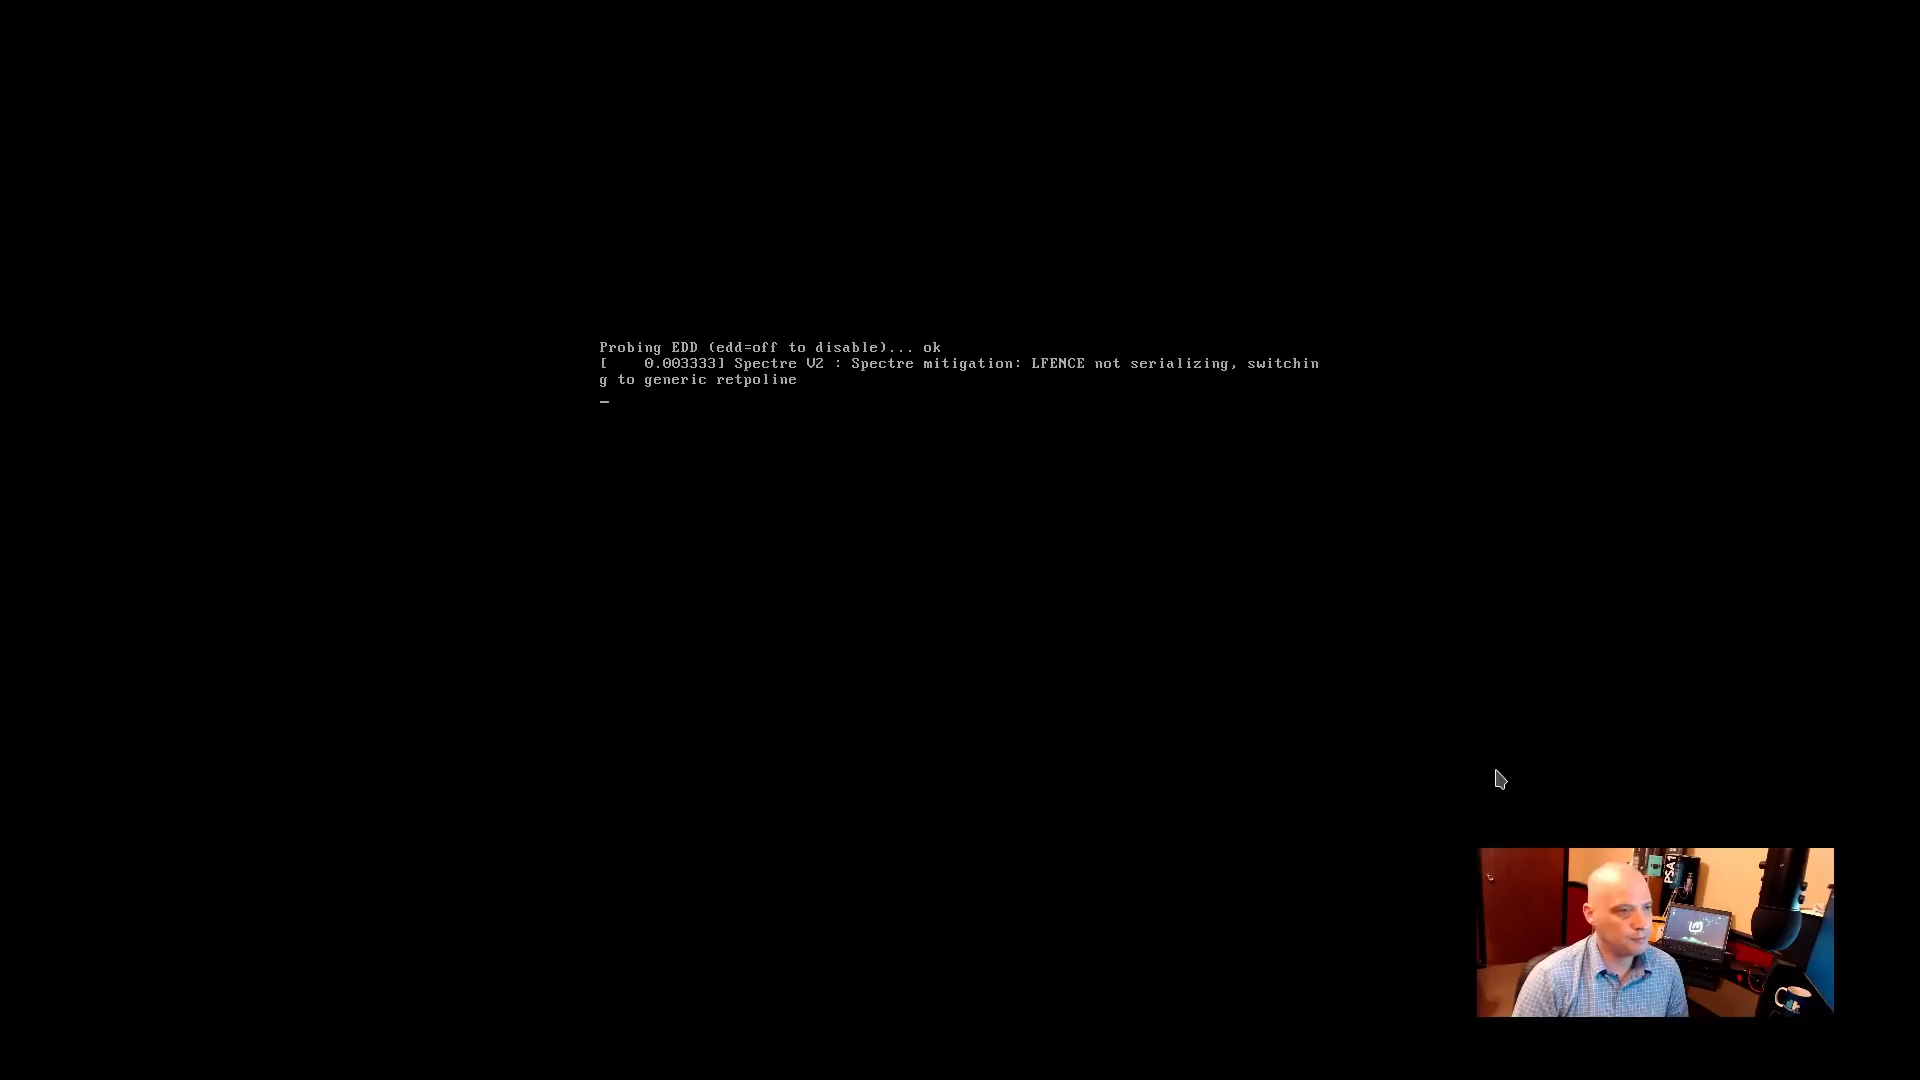 Probing EDD (edd=off to disable)... ok
[    0.003333] Spectre V2 : Spectre mitigation: LFENCE not serializing, switchin
g to generic retpoline
PSA1